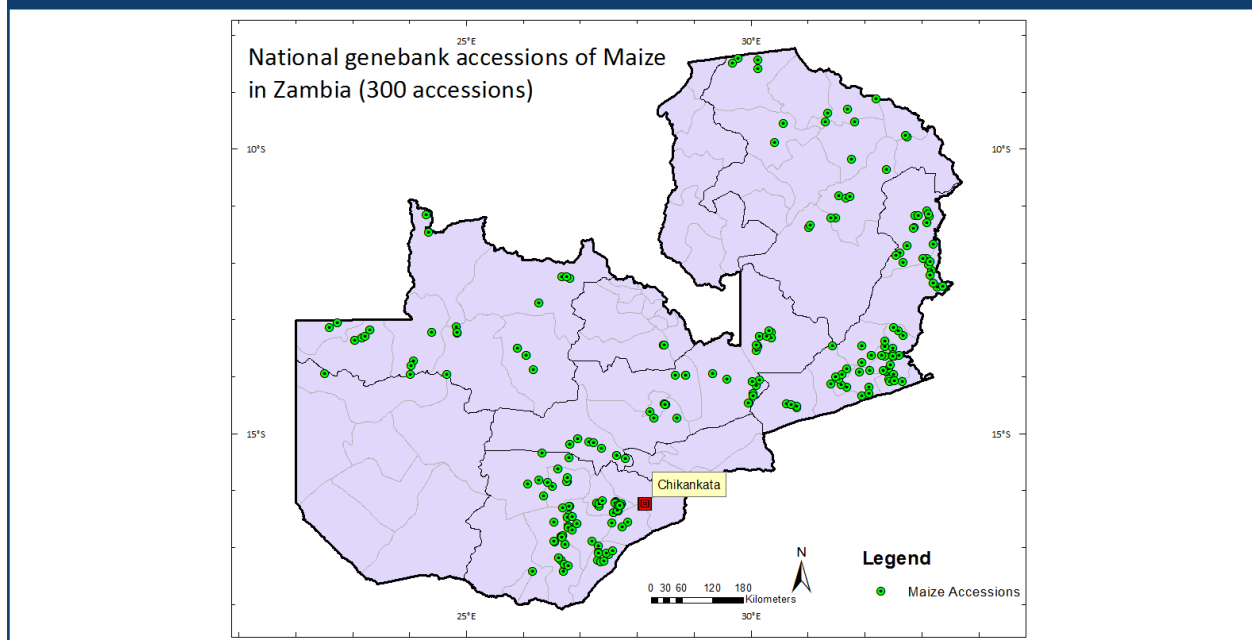 25°E
30°E
National genebank accessions of Maize
in Zambia (300 accessions)
10°S
10°S
15°S
15°S
Chikankata
N
Legend
0 30 60 120 180
Kilometers
Maize Accessions
25°E
30°E